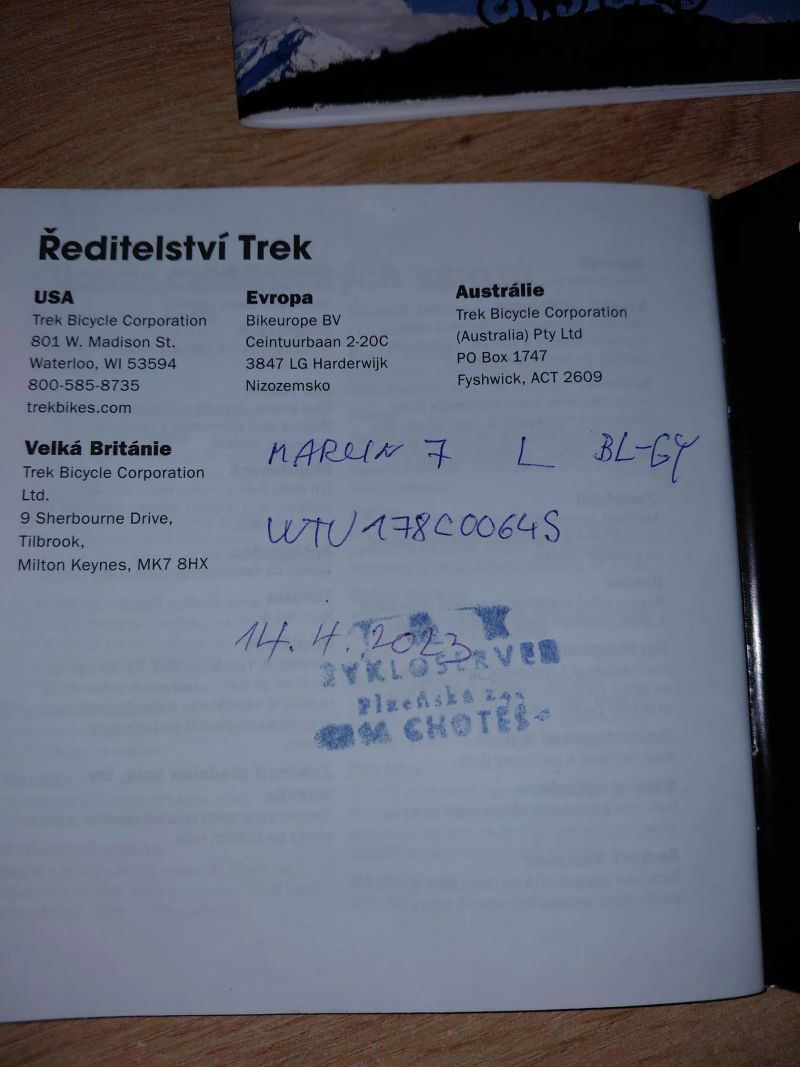 Ředitelství Trek
USA
Trek Bicycle Corporation
801 W. Madison St.
Waterloo, WI 53594
800-585-8735
trekbikes.com
Evropa
Bikeurope BV
Ceintuurbaan 2-20C
3847 LG Harderwijk
Nizozemsko
Austrálie
Trek Bicycle Corporation
(Australia) Pty Ltd
PO Box 1747
Fyshwick, ACT 2609
Velká Británie
Trek Bicycle Corporation
Ltd.
9 Sherbourne Drive,
Tilbrook,
Milton Keynes, MK7 8HX
MARLIN 7 L BL-GY
WTU178C0064S
14.4.2023
CYKLOSERVER
Plzeňská
CHOTĚŠ